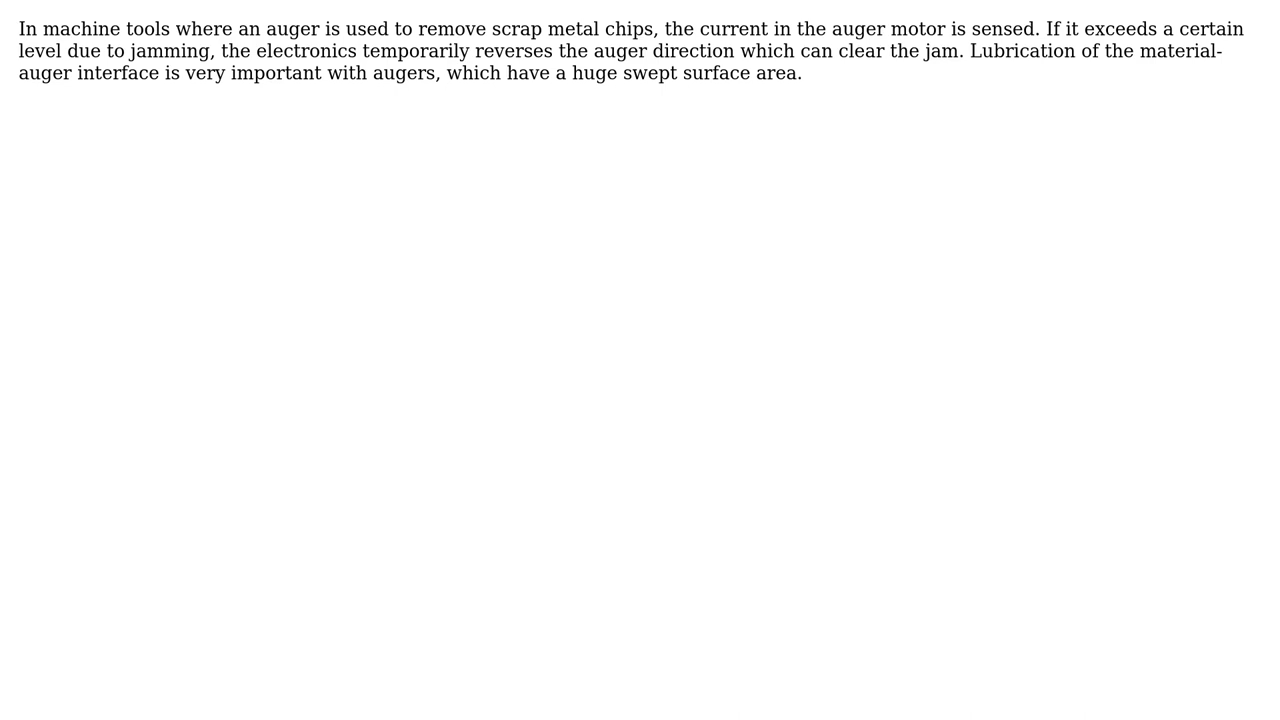 In machine tools where an auger is used to remove scrap metal chips, the current in the auger motor is sensed. If it exceeds a certain
level due to jamming, the electronics temporarily reverses the auger direction which can clear the jam. Lubrication of the material-
auger interface is very important with augers, which have a huge swept surface area.